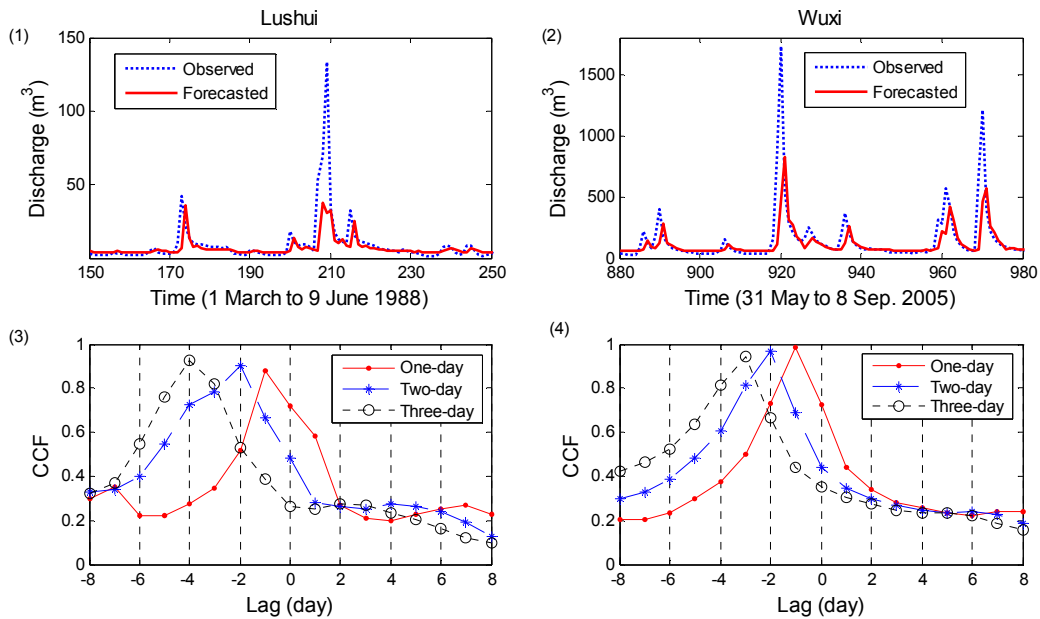 Lushui
(1)
150
100
50
Discharge (m³)
Observed
Forecasted
150 170 190 210 230 250
Time (1 March to 9 June 1988)
Wuxi
(2)
1500
1000
500
0
Discharge (m³)
Observed
Forecasted
880 900 920 940 960 980
Time (31 May to 8 Sep. 2005)
(3)
1
0.8
0.6
0.4
0.2
0
CCF
One-day
Two-day
Three-day
-8 -6 -4 -2 0 2 4 6 8
Lag (day)
(4)
1
0.8
0.6
0.4
0.2
0
CCF
One-day
Two-day
Three-day
-8 -6 -4 -2 0 2 4 6 8
Lag (day)